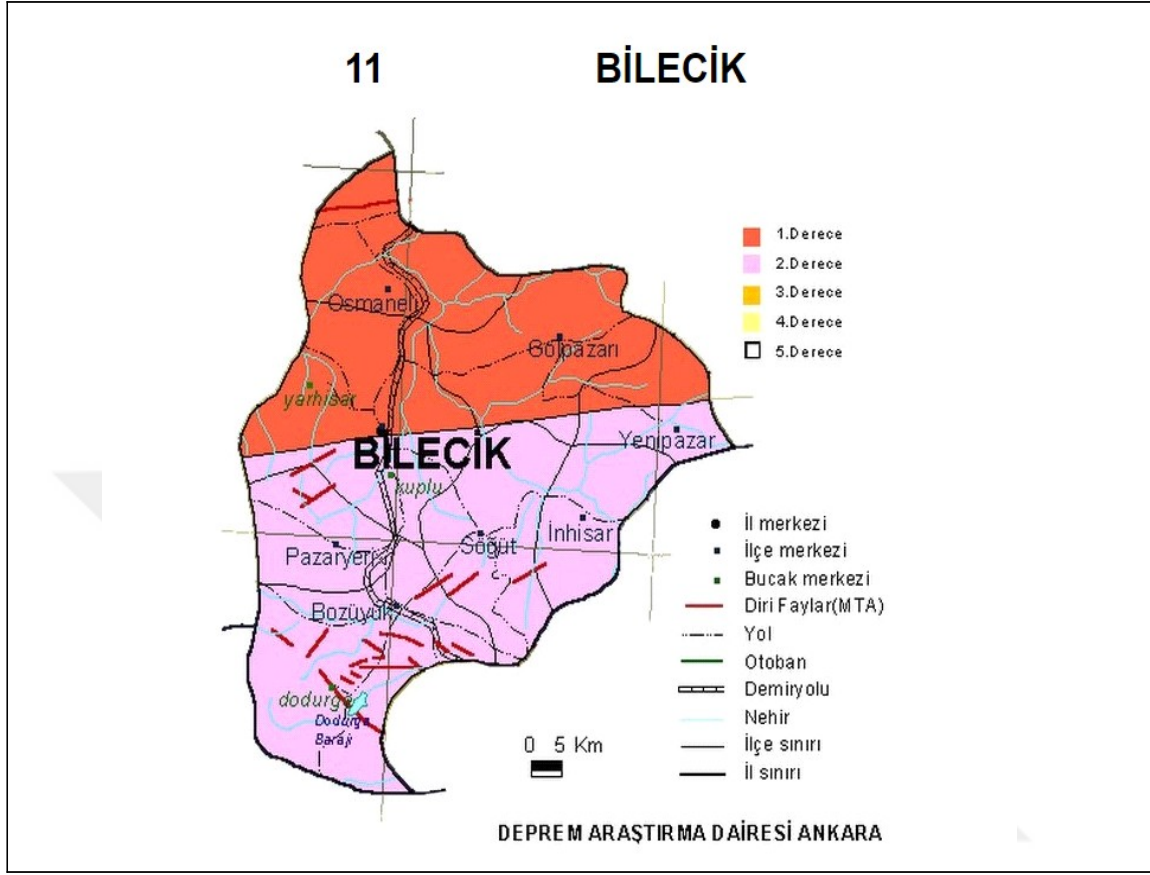 11 BİLECİK
1.Derece
2.Derece
3.Derece
4.Derece
5.Derece
Osmaneli
Gölpazarı
yarhisar
BİLECİK
Yenipazar
kuplu
İnhisar
Söğüt
Pazaryeri
Bozüyük
dodurga
Dodurga
Barajı
İl merkezi
İlçe merkezi
Bucak merkezi
Diri Faylar(MTA)
Yol
Otoban
Demiryolu
Nehir
İlçe sınırı
İl sınırı
0 5 Km
DEPREM ARAŞTIRMA DAİRESİ ANKARA